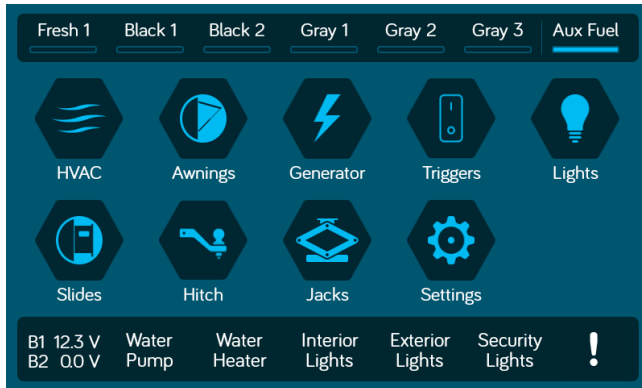 Fresh 1 Black 1 Black 2 Gray 1 Gray 2 Gray 3 Aux Fuel
HVAC Awnings Generator Triggers Lights
Slides Hitch Jacks Settings
B1 12.3 V Water Water Interior Exterior Security !
B2 0.0 V Pump Heater Lights Lights Lights